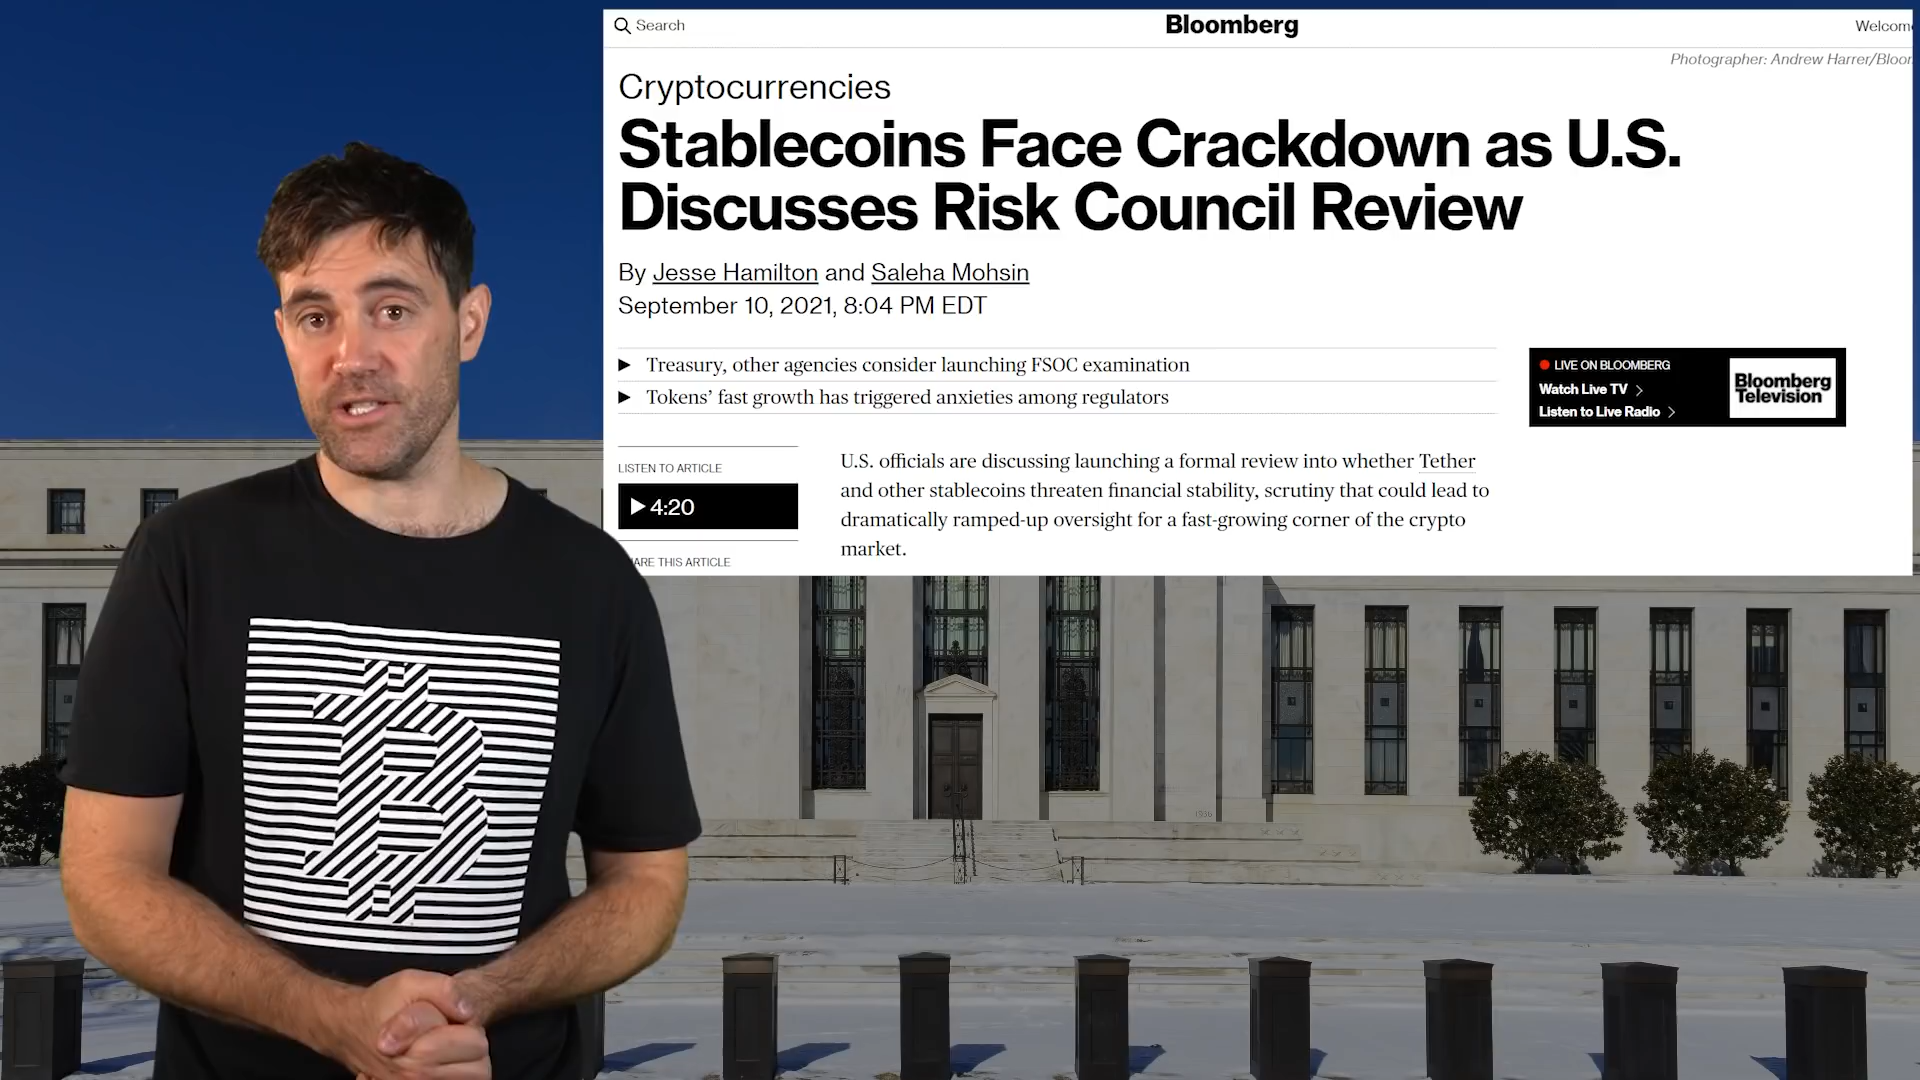 Search
Bloomberg
Welcom
Photographer: Andrew Harrer/Bloo
Cryptocurrencies
Stablecoins Face Crackdown as U.S.
Discusses Risk Council Review
By Jesse Hamilton and Saleha Mohsin
September 10, 2021, 8:04 PM EDT
Treasury, other agencies consider launching FSOC examination
Tokens' fast growth has triggered anxieties among regulators
LIVE ON BLOOMBERG
Watch Live TV
Listen to Live Radio
Bloomberg
Television
LISTEN TO ARTICLE
4:20
ARE THIS ARTICLE
U.S. officials are discussing launching a formal review into whether Tether
and other stablecoins threaten financial stability, scrutiny that could lead to
dramatically ramped-up oversight for a fast-growing corner of the crypto
market.